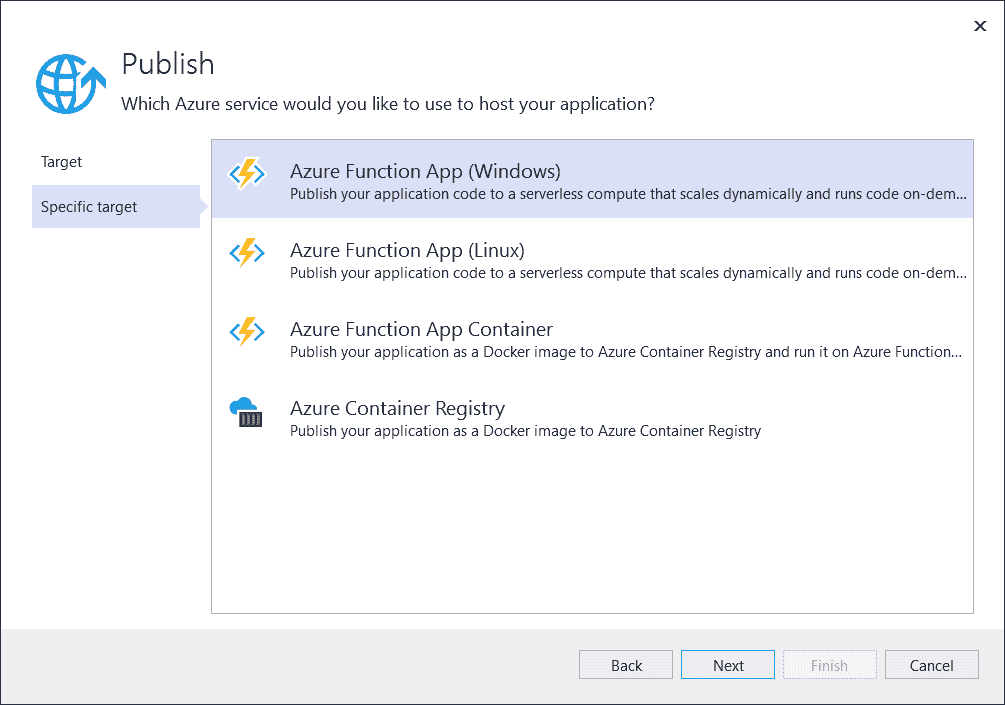 Publish
Which Azure service would you like to use to host your application?
Target
Specific target
Azure Function App (Windows)
Publish your application code to a serverless compute that scales dynamically and runs code on-dem...
Azure Function App (Linux)
Publish your application code to a serverless compute that scales dynamically and runs code on-dem...
Azure Function App Container
Publish your application as a Docker image to Azure Container Registry and run it on Azure Function...
Azure Container Registry
Publish your application as a Docker image to Azure Container Registry
Back
Next
Finish
Cancel